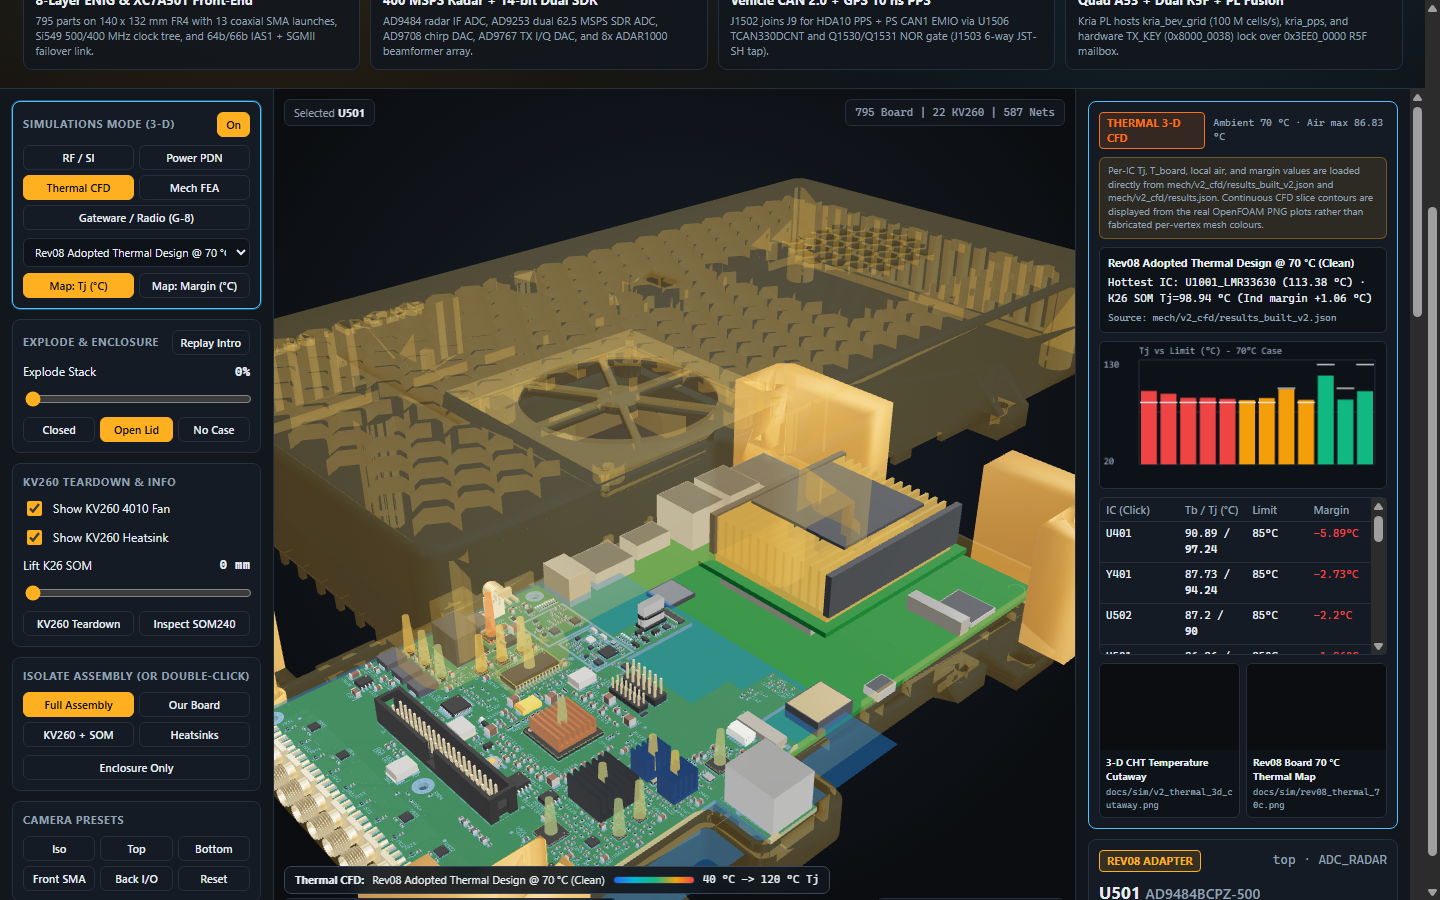 8-Layer ENIG & XC7A50T Front-End
795 parts on 140 x 132 mm FR4 with 13 coaxial SMA launches,
Si549 500/400 MHz clock tree, and 64b/66b IAS1 + SGMII
failover link.
400 MSPS Radar + 14-bit Dual SDR
AD9484 radar IF ADC, AD9253 dual 62.5 MSPS SDR ADC,
AD9708 chirp DAC, AD9767 TX I/Q DAC, and 8x ADAR1000
beamformer array.
Vehicle CAN 2.0 + GPS 10 ns PPS
J1502 joins J9 for HDA10 PPS + PS CAN1 EMIO via U1506
TCAN330DCNT and Q1530/Q1531 NOR gate (J1503 6-way JST-
SH tap).
Quad A53 + Dual R5F + PL Fusion
Kria PL hosts kria_bev_grid (100 M cells/s), kria_pps, and
hardware TX_KEY (0x8000_0038) lock over 0x3EE0_0000 R5F
mailbox.
SIMULATIONS MODE (3-D)
On
RF / SI
Power PDN
Thermal CFD
Mech FEA
Gateware / Radio (G-8)
Rev08 Adopted Thermal Design @ 70 °(
Map: Tj (°C)
Map: Margin (°C)
EXPLODE & ENCLOSURE
Replay Intro
Explode Stack
0%
Closed
Open Lid
No Case
KV260 TEARDOWN & INFO
Show KV260 4010 Fan
Show KV260 Heatsink
Lift K26 SOM
0 mm
KV260 Teardown
Inspect SOM240
ISOLATE ASSEMBLY (OR DOUBLE-CLICK)
Full Assembly
Our Board
KV260 + SOM
Heatsinks
Enclosure Only
CAMERA PRESETS
Iso
Top
Bottom
Front SMA
Back I/O
Reset
Selected U501
795 Board | 22 KV260 | 587 Nets
Thermal CFD: Rev08 Adopted Thermal Design @ 70 °C (Clean)
40 °C -> 120 °C Tj
THERMAL 3-D
CFD
Ambient 70 °C · Air max 86.83
°C
Per-IC Tj, T_board, local air, and margin values are loaded
directly from mech/v2_cfd/results_built_v2.json and
mech/v2_cfd/results.json. Continuous CFD slice contours are
displayed from the real OpenFOAM PNG plots rather than
fabricated per-vertex mesh colours.
Rev08 Adopted Thermal Design @ 70 °C (Clean)
Hottest IC: U1001_LMR33630 (113.38 °C) ·
K26 SOM Tj=98.94 °C (Ind margin +1.06 °C)
Source: mech/v2_cfd/results_built_v2.json
Tj vs Limit (°C) - 70°C Case
130
20
IC (Click)
Tb / Tj (°C)
Limit
Margin
U401
90.89 /
97.24
85°C
−5.89°C
Y401
87.73 /
94.24
85°C
−2.73°C
U502
87.2 /
90
85°C
−2.2°C
3-D CHT Temperature
Cutaway
docs/sim/v2_thermal_3d_c
utaway.png
Rev08 Board 70 °C
Thermal Map
docs/sim/rev08_thermal_7
0c.png
REV08 ADAPTER
top · ADC_RADAR
U501 AD9484BCPZ-500